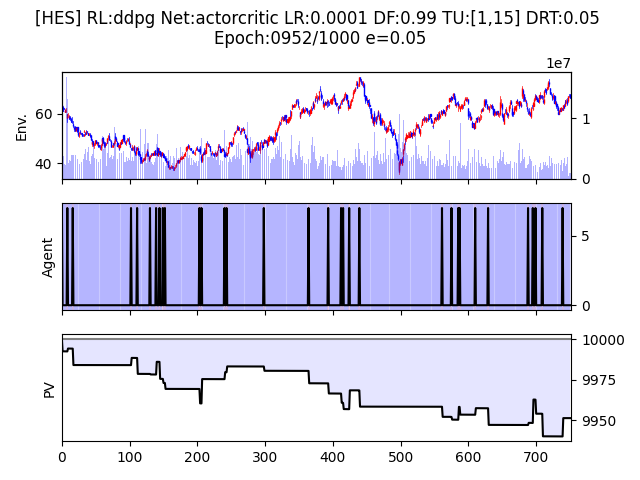 [HES] RL:ddpg Net:actorcritic LR:0.0001 DF:0.99 TU:[1,15] DRT:0.05
Epoch:0952/1000 e=0.05
1e7
Env.
60
40
1
0
Agent
5
0
PV
10000
9975
9950
0 100 200 300 400 500 600 700